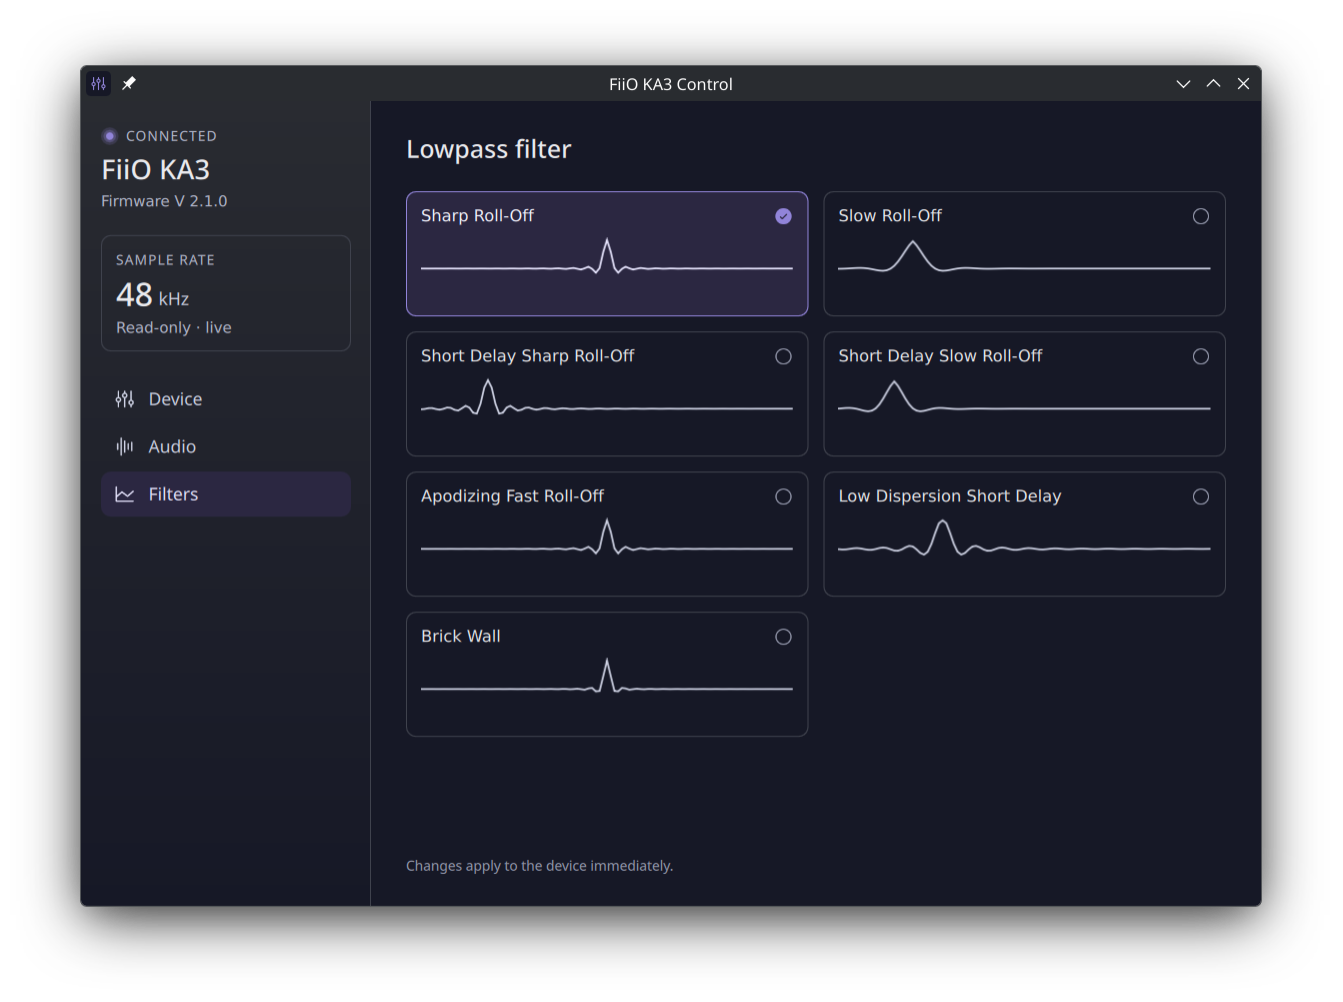 FiiO KA3 Control
CONNECTED
FiiO KA3
Firmware V 2.1.0
SAMPLE RATE
48 kHz
Read-only · live
Device
Audio
Filters
Lowpass filter
Sharp Roll-Off
Slow Roll-Off
Short Delay Sharp Roll-Off
Short Delay Slow Roll-Off
Apodizing Fast Roll-Off
Low Dispersion Short Delay
Brick Wall
Changes apply to the device immediately.